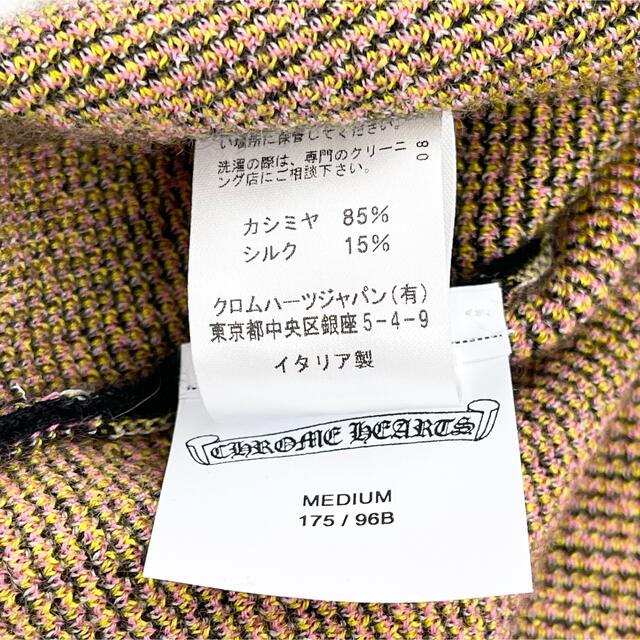 い場所に保管してください。
洗濯の際は、専門のクリーニ
ング店にご相談下さい。
08
カシミヤ 85%
シルク 15%
クロムハーツジャパン(有)
東京都中央区銀座5-4-9
イタリア製
CHROME HEARTS
MEDIUM
175 / 96B